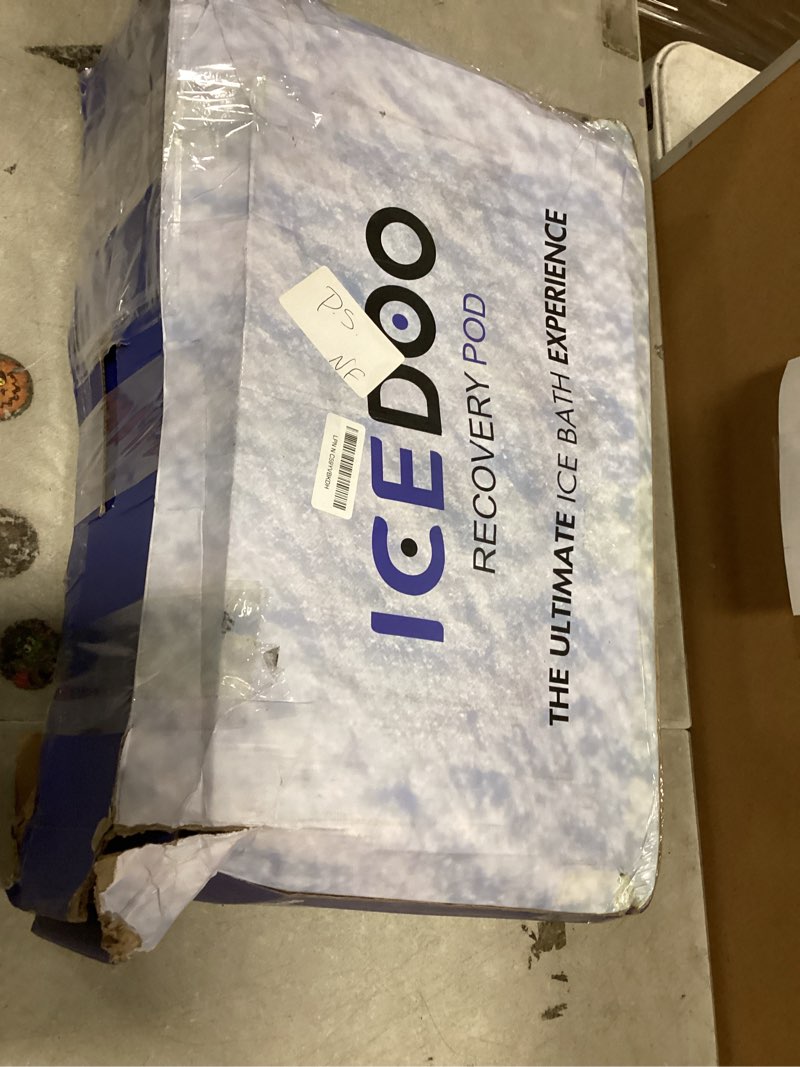 ICEDOO
RECOVERY POD
THE ULTIMATE ICE BATH EXPERIENCE
P.S.
NF